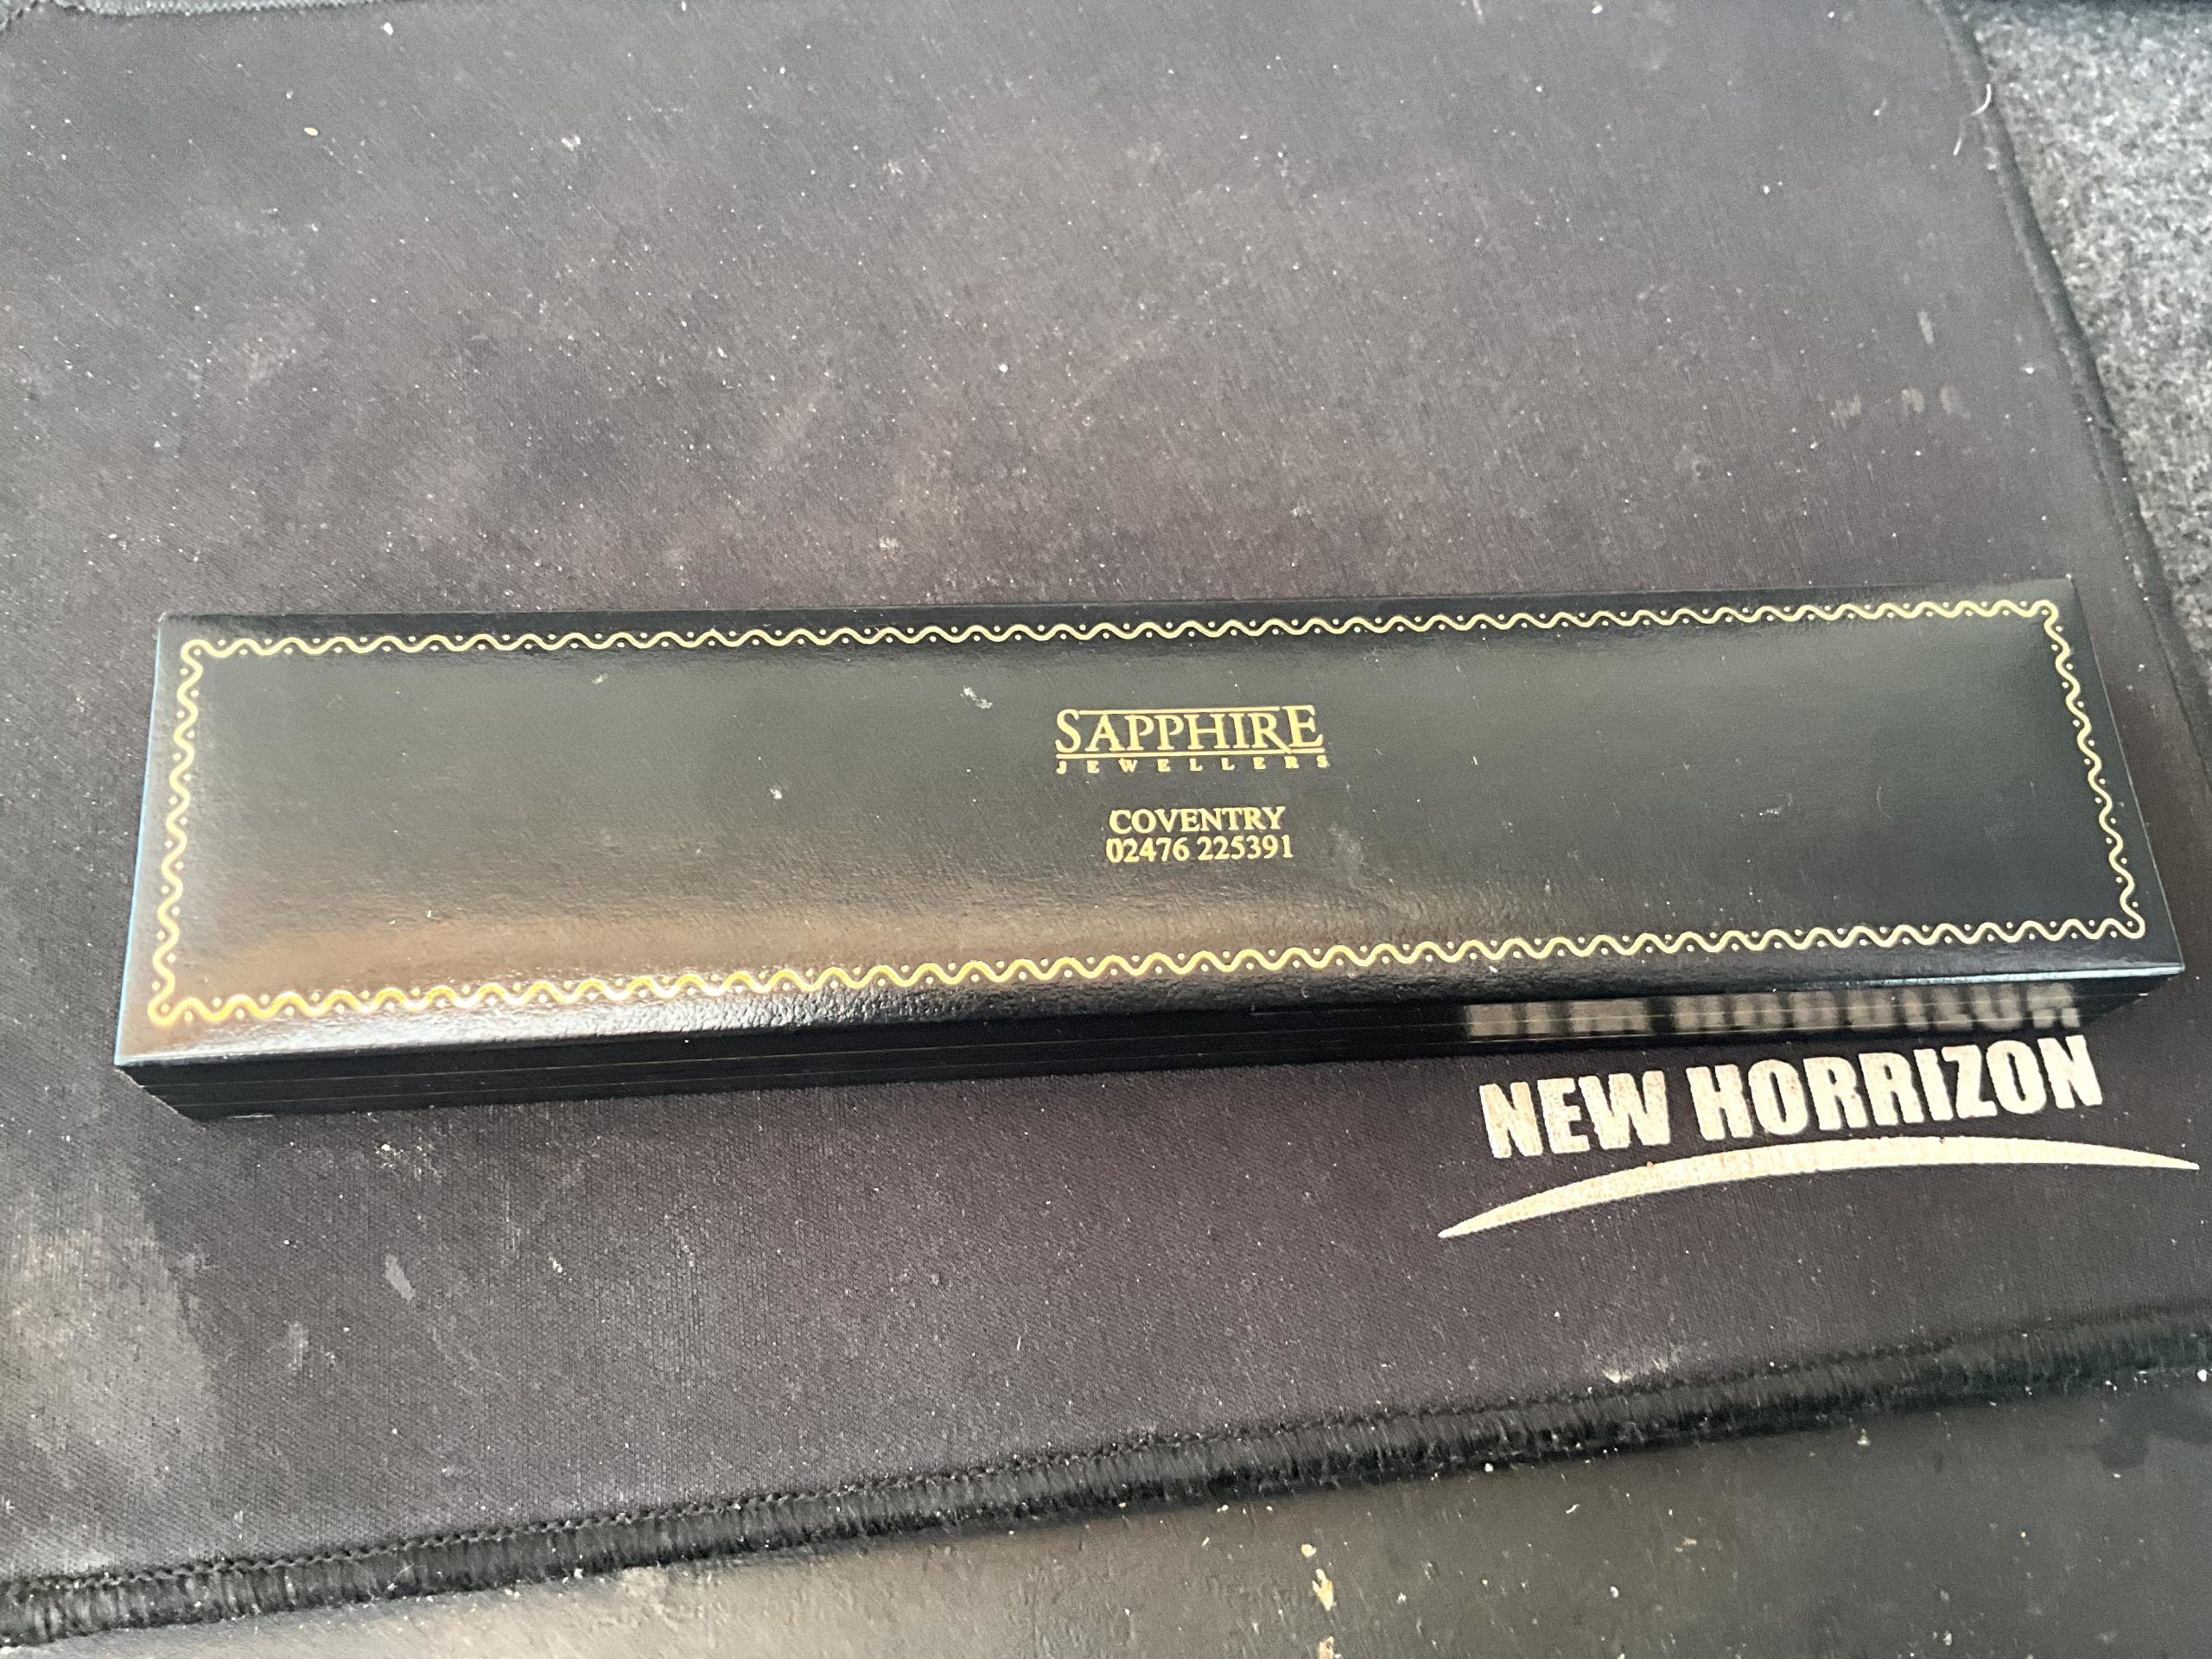 SAPPHIRE
JEWELLERS
COVENTRY
02476 225391
NEW HORRIZON